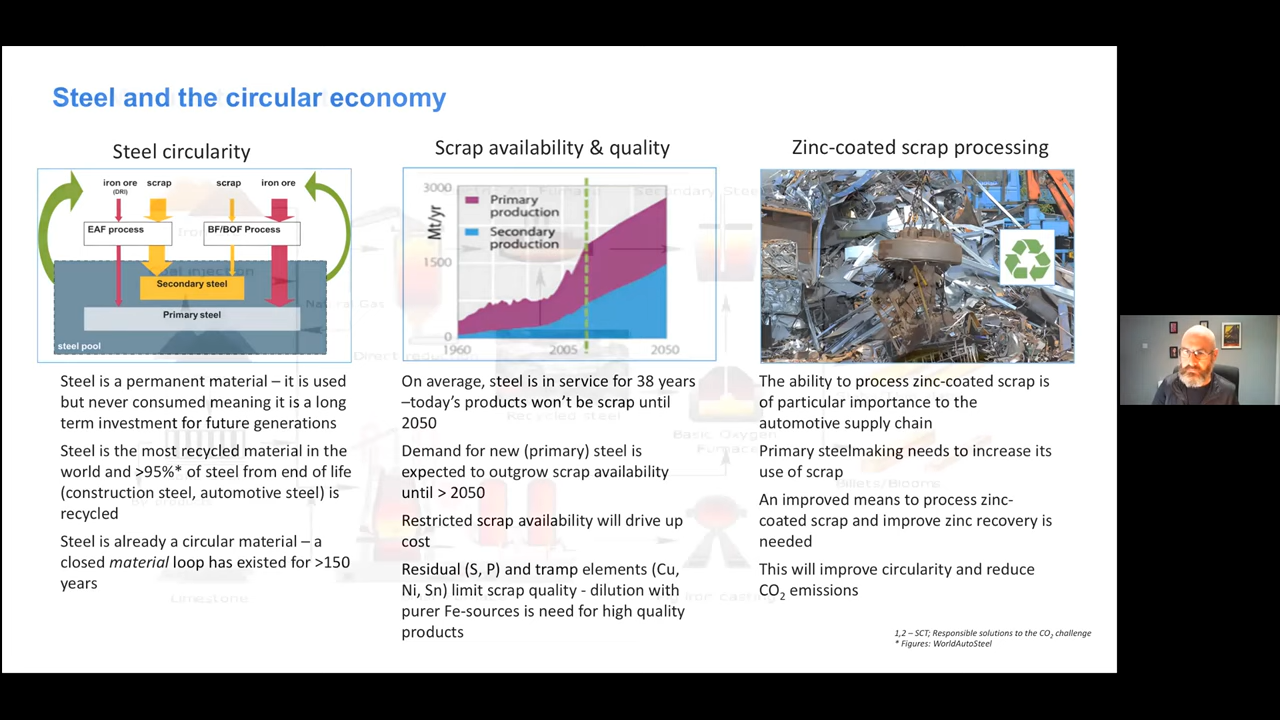 Steel and the circular economy
Steel circularity
iron ore
(DRI)
scrap
scrap
iron ore
EAF process
BF/BOF Process
Secondary steel
Primary steel
steel pool
Steel is a permanent material – it is used
but never consumed meaning it is a long
term investment for future generations
Steel is the most recycled material in the
world and >95%* of steel from end of life
(construction steel, automotive steel) is
recycled
Steel is already a circular material – a
closed material loop has existed for >150
years
Scrap availability & quality
Mt/yr
3000
1500
0
1960
2005
2050
Primary
production
Secondary
production
On average, steel is in service for 38 years
–today's products won't be scrap until
2050
Demand for new (primary) steel is
expected to outgrow scrap availability
until > 2050
Restricted scrap availability will drive up
cost
Residual (S, P) and tramp elements (Cu,
Ni, Sn) limit scrap quality - dilution with
purer Fe-sources is need for high quality
products
Zinc-coated scrap processing
The ability to process zinc-coated scrap is
of particular importance to the
automotive supply chain
Primary steelmaking needs to increase its
use of scrap
An improved means to process zinc-
coated scrap and improve zinc recovery is
needed
This will improve circularity and reduce
CO2 emissions
1,2 – SCT; Responsible solutions to the CO2 challenge
* Figures: WorldAutoSteel
Natural Gas
Recycled steel
Basic Oxygen
Furnace
Billets/Blooms
Limestone